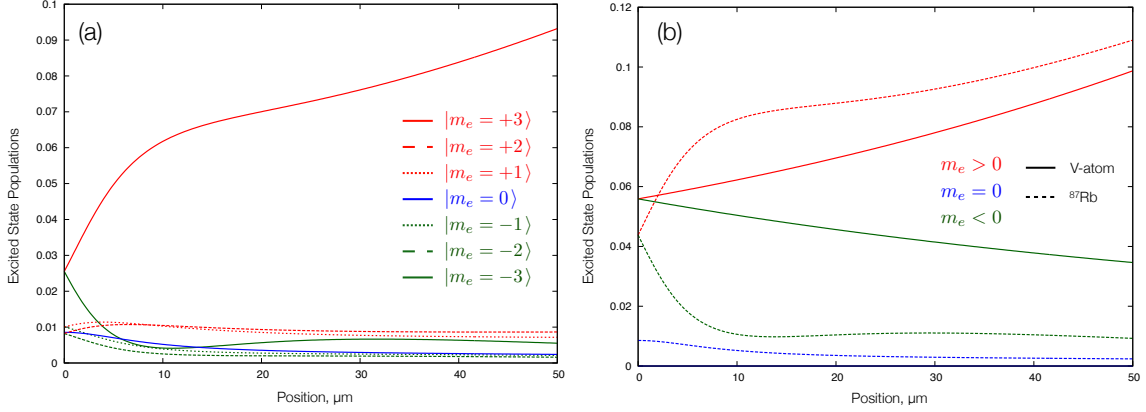 (a)
Excited State Populations
0.1
0.09
0.08
0.07
0.06
0.05
0.04
0.03
0.02
0.01
0
|m_e = +3⟩
|m_e = +2⟩
|m_e = +1⟩
|m_e = 0⟩
|m_e = −1⟩
|m_e = −2⟩
|m_e = −3⟩
0 10 20 30 40 50
Position, µm
(b)
Excited State Populations
0.12
0.1
0.08
0.06
0.04
0.02
0
m_e > 0
m_e = 0
m_e < 0
V-atom
⁸⁷Rb
0 10 20 30 40 50
Position, µm